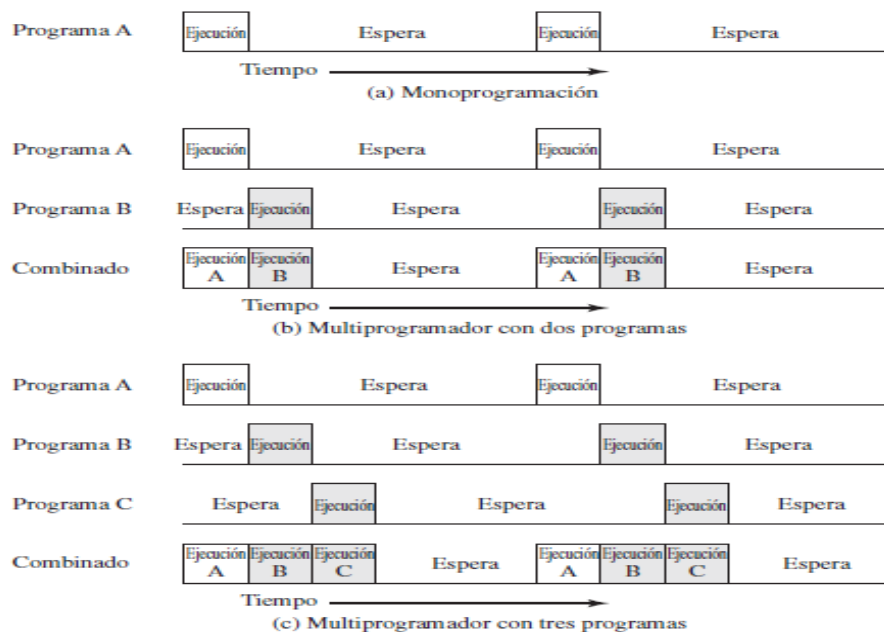 Programa A Ejecución Espera Ejecución Espera
Tiempo
(a) Monoprogramación
Programa A Ejecución Espera Ejecución Espera
Programa B Espera Ejecución Espera Ejecución Espera
Combinado Ejecución A Ejecución B Espera Ejecución A Ejecución B Espera
Tiempo
(b) Multiprogramador con dos programas
Programa A Ejecución Espera Ejecución Espera
Programa B Espera Ejecución Espera Ejecución Espera
Programa C Espera Ejecución Espera Ejecución Espera
Combinado Ejecución A Ejecución B Ejecución C Espera Ejecución A Ejecución B Ejecución C Espera
Tiempo
(c) Multiprogramador con tres programas